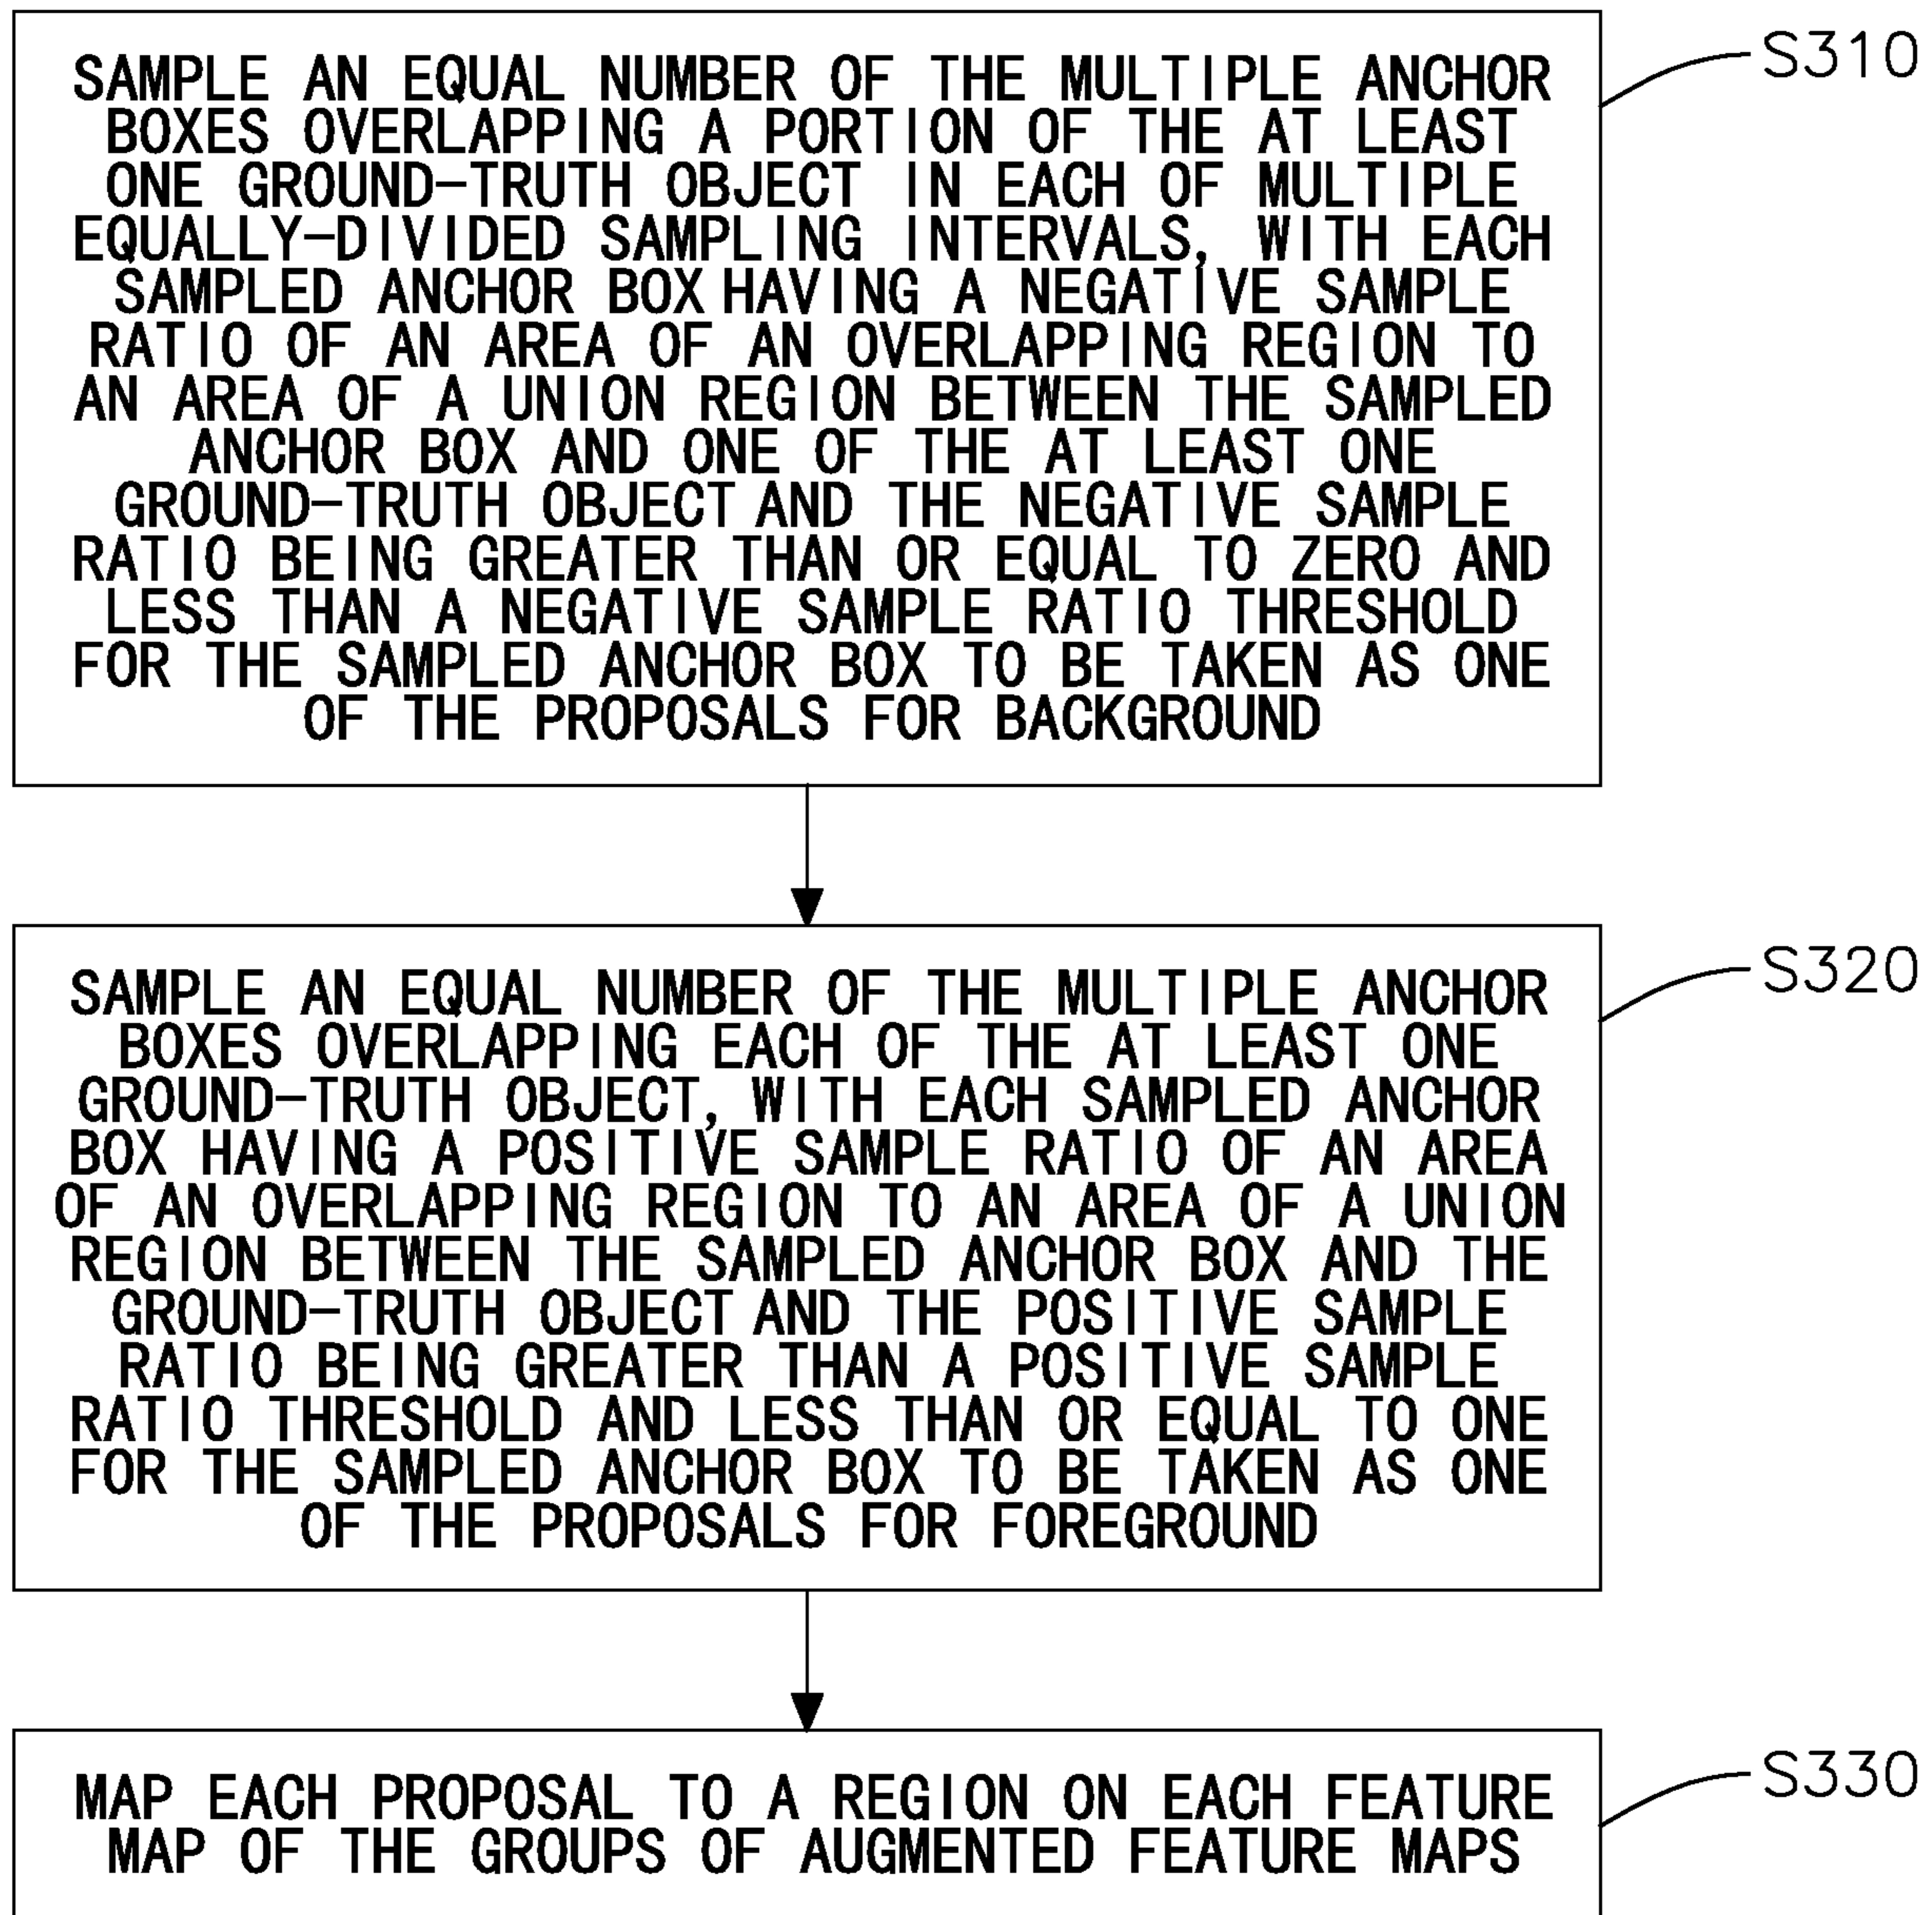 SAMPLE AN EQUAL NUMBER OF THE MULTIPLE ANCHOR
BOXES OVERLAPPING A PORTION OF THE AT LEAST
ONE GROUND-TRUTH OBJECT IN EACH OF MULTIPLE
EQUALLY-DIVIDED SAMPLING INTERVALS, WITH EACH
SAMPLED ANCHOR BOX HAVING A NEGATIVE SAMPLE
RATIO OF AN AREA OF AN OVERLAPPING REGION TO
AN AREA OF A UNION REGION BETWEEN THE SAMPLED
ANCHOR BOX AND ONE OF THE AT LEAST ONE
GROUND-TRUTH OBJECT AND THE NEGATIVE SAMPLE
RATIO BEING GREATER THAN OR EQUAL TO ZERO AND
LESS THAN A NEGATIVE SAMPLE RATIO THRESHOLD
FOR THE SAMPLED ANCHOR BOX TO BE TAKEN AS ONE
OF THE PROPOSALS FOR BACKGROUND
S310
SAMPLE AN EQUAL NUMBER OF THE MULTIPLE ANCHOR
BOXES OVERLAPPING EACH OF THE AT LEAST ONE
GROUND-TRUTH OBJECT, WITH EACH SAMPLED ANCHOR
BOX HAVING A POSITIVE SAMPLE RATIO OF AN AREA
OF AN OVERLAPPING REGION TO AN AREA OF A UNION
REGION BETWEEN THE SAMPLED ANCHOR BOX AND THE
GROUND-TRUTH OBJECT AND THE POSITIVE SAMPLE
RATIO BEING GREATER THAN A POSITIVE SAMPLE
RATIO THRESHOLD AND LESS THAN OR EQUAL TO ONE
FOR THE SAMPLED ANCHOR BOX TO BE TAKEN AS ONE
OF THE PROPOSALS FOR FOREGROUND
S320
MAP EACH PROPOSAL TO A REGION ON EACH FEATURE
MAP OF THE GROUPS OF AUGMENTED FEATURE MAPS
S330